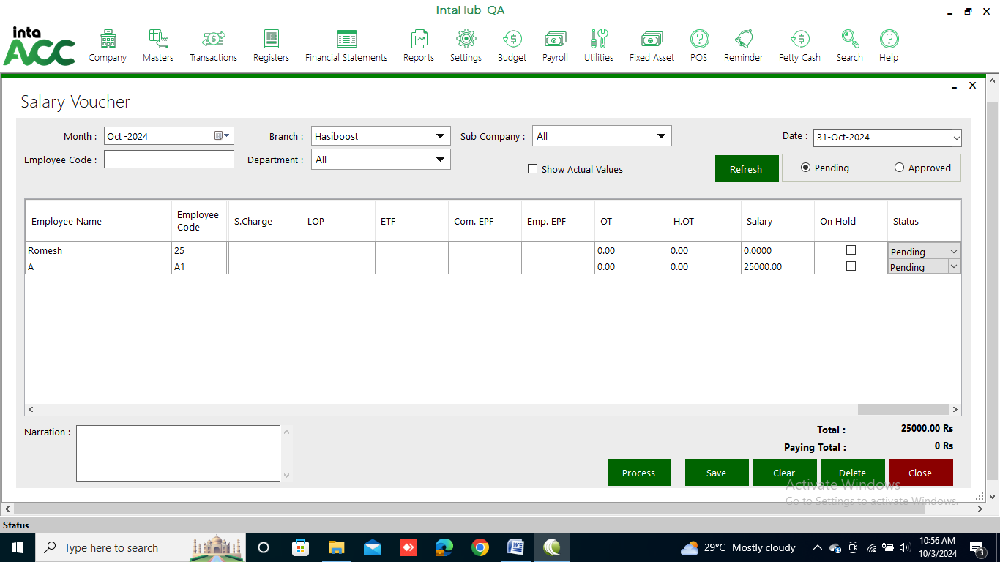 IntaHub_QA
inta
ACC
Company Masters Transactions Registers Financial Statements Reports Settings Budget Payroll Utilities Fixed Asset POS Reminder Petty Cash Search Help
Salary Voucher
Month : Oct -2024 Branch : Hasiboost Sub Company : All Date : 31-Oct-2024
Employee Code : Department : All Show Actual Values Refresh Pending Approved
Employee Name Employee Code S.Charge LOP ETF Com. EPF Emp. EPF OT H.OT Salary On Hold Status
Romesh 25 0.00 0.00 0.0000 Pending
A A1 0.00 0.00 25000.00 Pending
Narration : Total : 25000.00 Rs
Paying Total : 0 Rs
Process Save Clear Delete Close
Activate Windows
Go to Settings to activate Windows.
Status
Type here to search 29°C Mostly cloudy 10:56 AM
10/3/2024 3